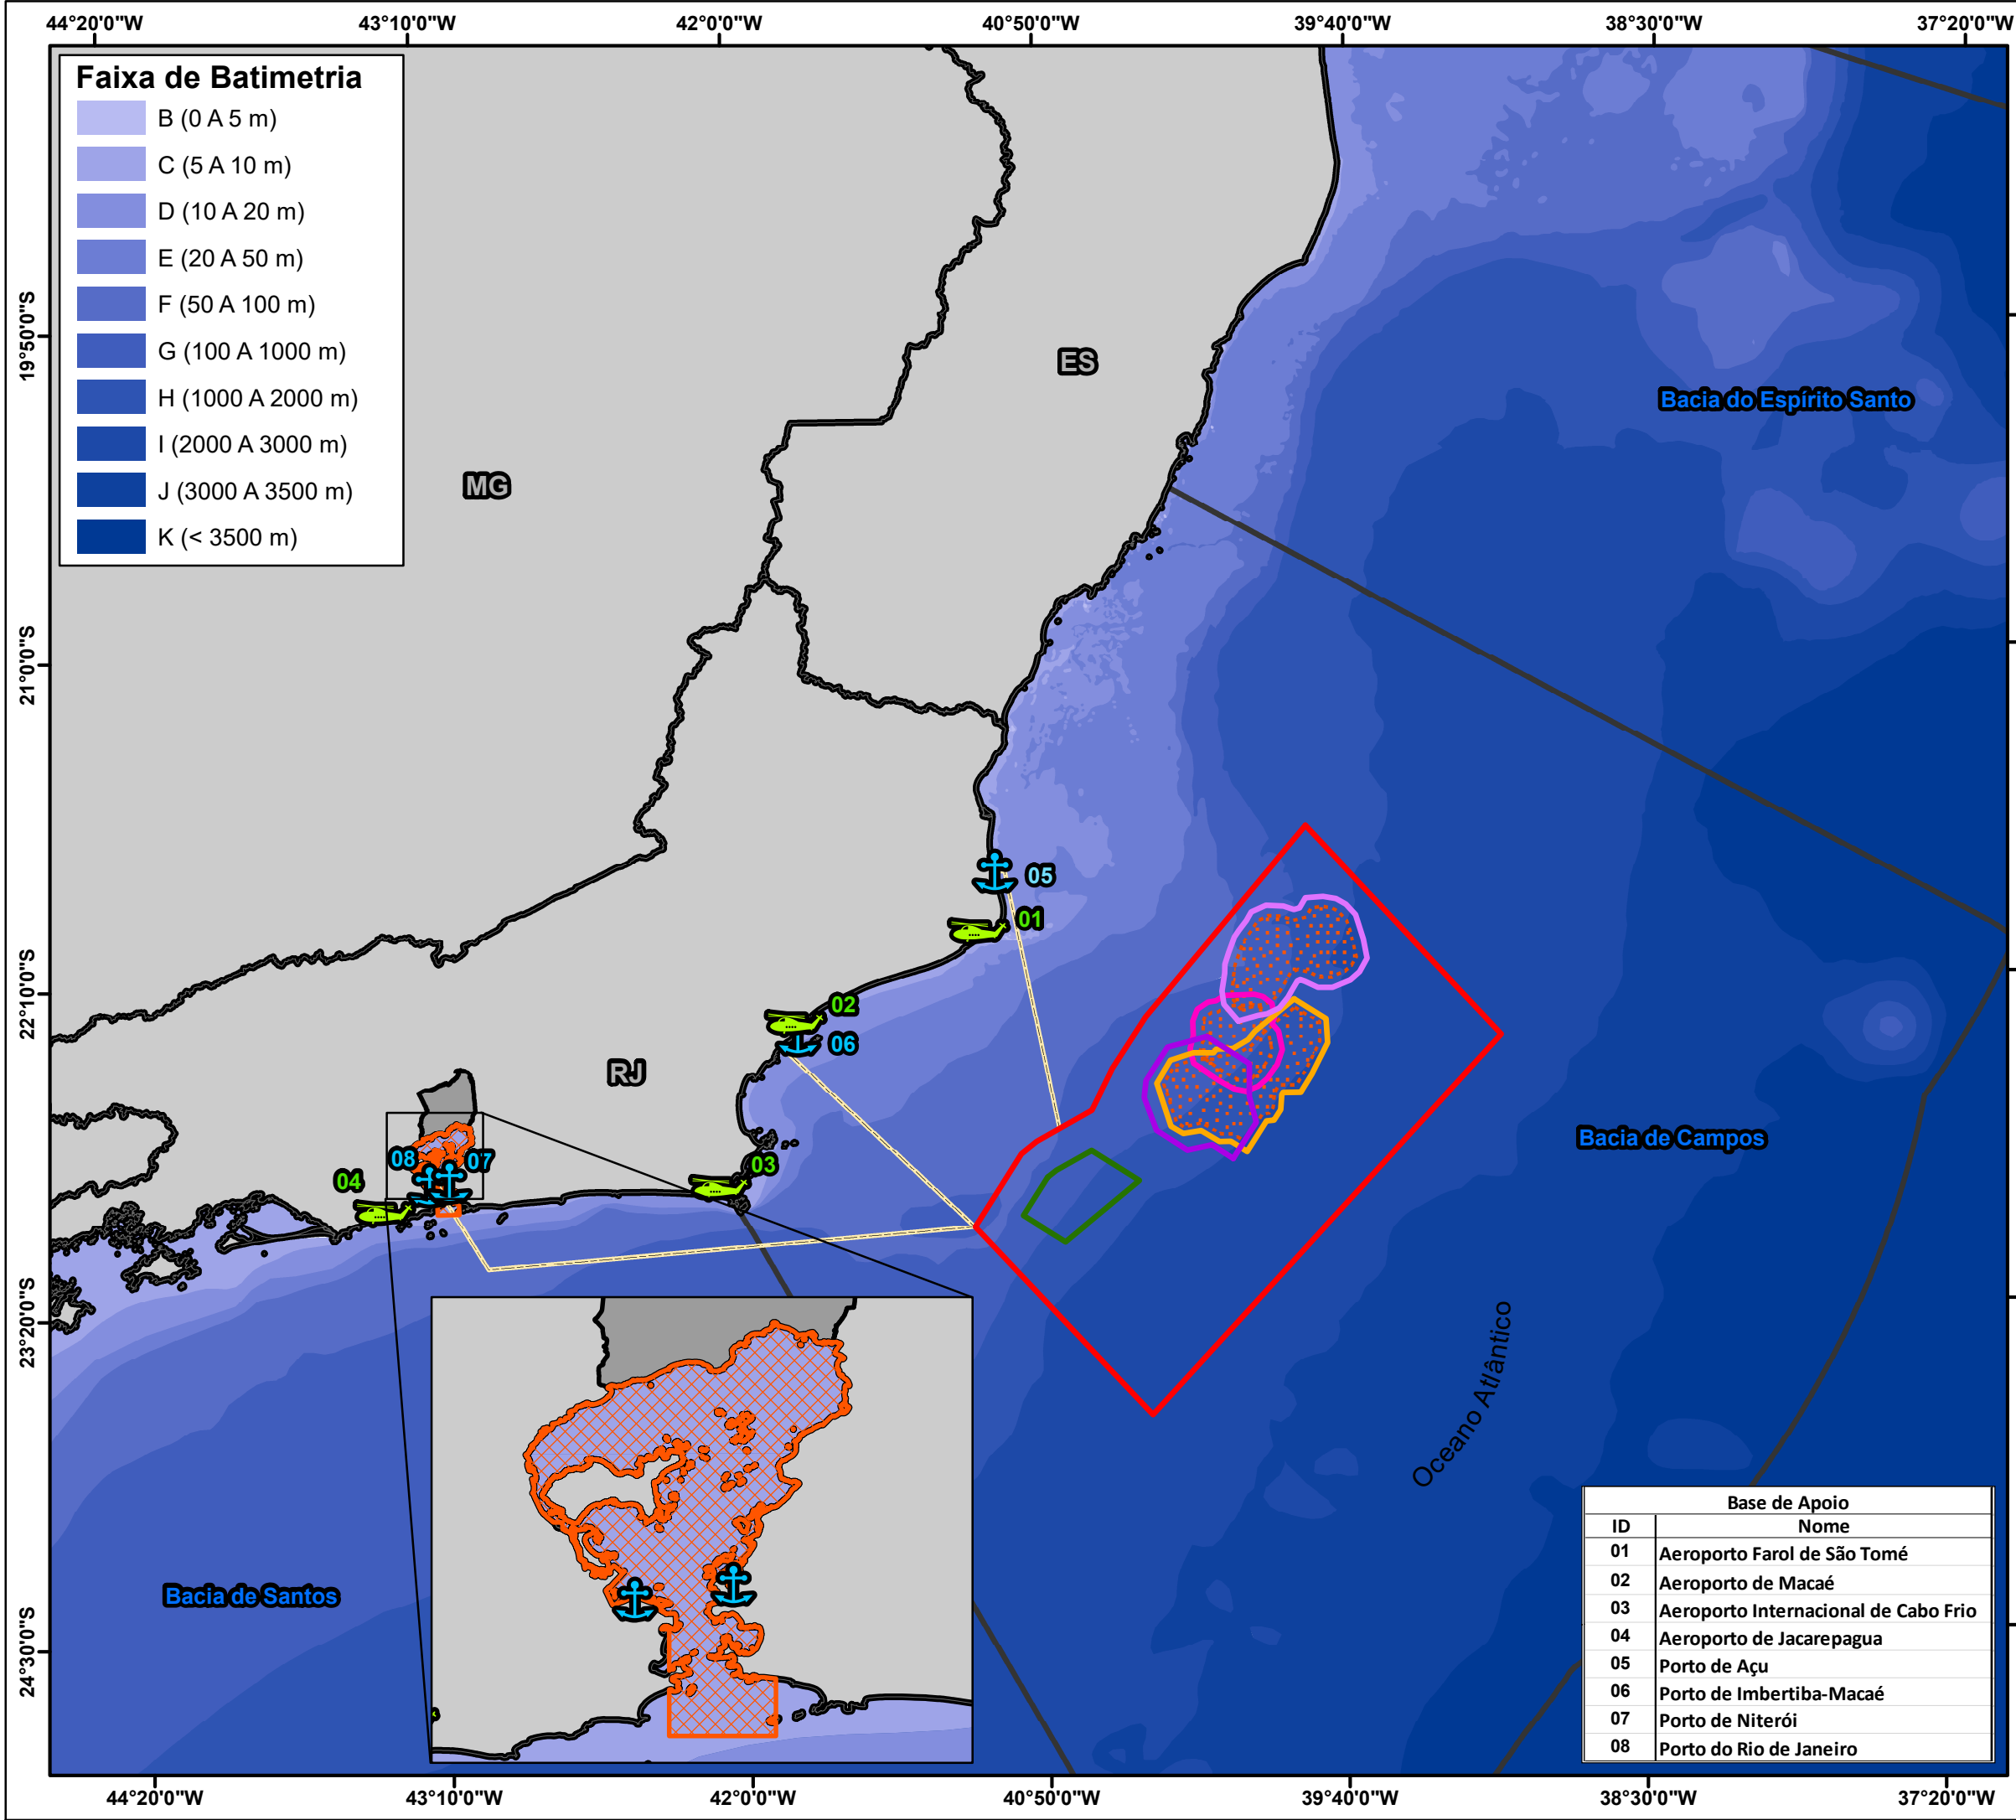 44°20'0"W 43°10'0"W 42°0'0"W 40°50'0"W 39°40'0"W 38°30'0"W 37°20'0"W
Faixa de Batimetria
B (0 A 5 m)
C (5 A 10 m)
D (10 A 20 m)
E (20 A 50 m)
F (50 A 100 m)
G (100 A 1000 m)
H (1000 A 2000 m)
I (2000 A 3000 m)
J (3000 A 3500 m)
K (< 3500 m)
19°50'0"S
ES
Bacia do Espírito Santo
MG
21°0'0"S
05
01
22°10'0"S
02
06
RJ
Bacia de Campos
08
07
03
04
23°20'0"S
Oceano Atlântico
Bacia de Santos
24°30'0"S
Base de Apoio
ID Nome
01 Aeroporto Farol de São Tomé
02 Aeroporto de Macaé
03 Aeroporto Internacional de Cabo Frio
04 Aeroporto de Jacarepagua
05 Porto de Açu
06 Porto de Imbertiba-Macaé
07 Porto de Niterói
08 Porto do Rio de Janeiro
44°20'0"W 43°10'0"W 42°0'0"W 40°50'0"W 39°40'0"W 38°30'0"W 37°20'0"W